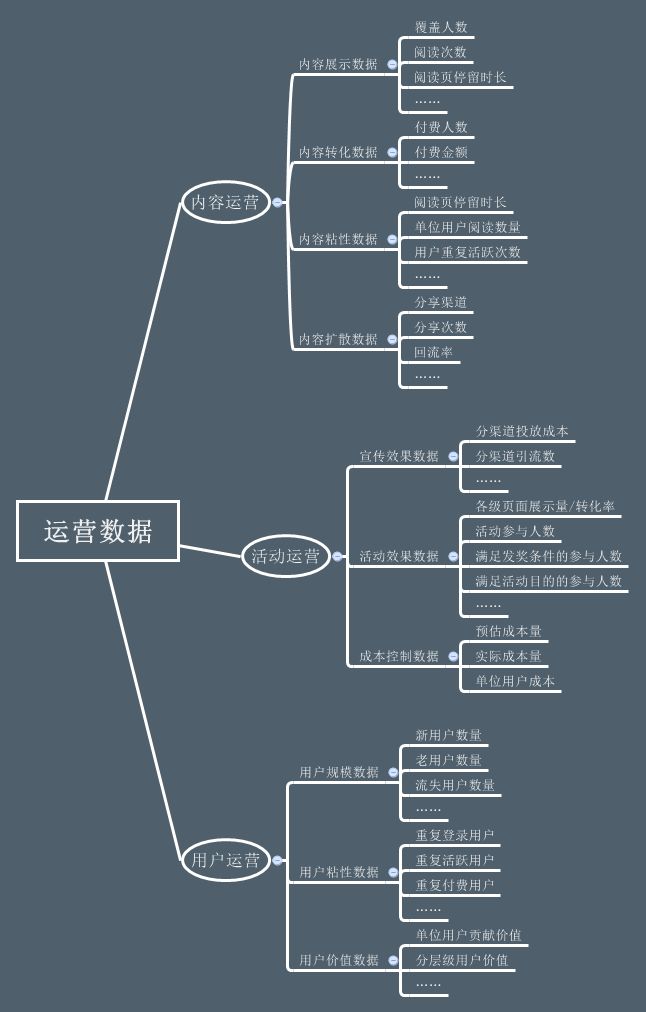 运营数据
内容运营
内容展示数据
覆盖人数
阅读次数
阅读页停留时长
……
内容转化数据
付费人数
付费金额
……
内容粘性数据
阅读页停留时长
单位用户阅读数量
用户重复活跃次数
……
内容扩散数据
分享渠道
分享次数
回流率
……
活动运营
宣传效果数据
分渠道投放成本
分渠道引流数
……
活动效果数据
各级页面展示量/转化率
活动参与人数
满足发奖条件的参与人数
满足活动目的的参与人数
……
成本控制数据
预估成本量
实际成本量
单位用户成本
用户运营
用户规模数据
新用户数量
老用户数量
流失用户数量
……
用户粘性数据
重复登录用户
重复活跃用户
重复付费用户
……
用户价值数据
单位用户贡献价值
分层级用户价值
……